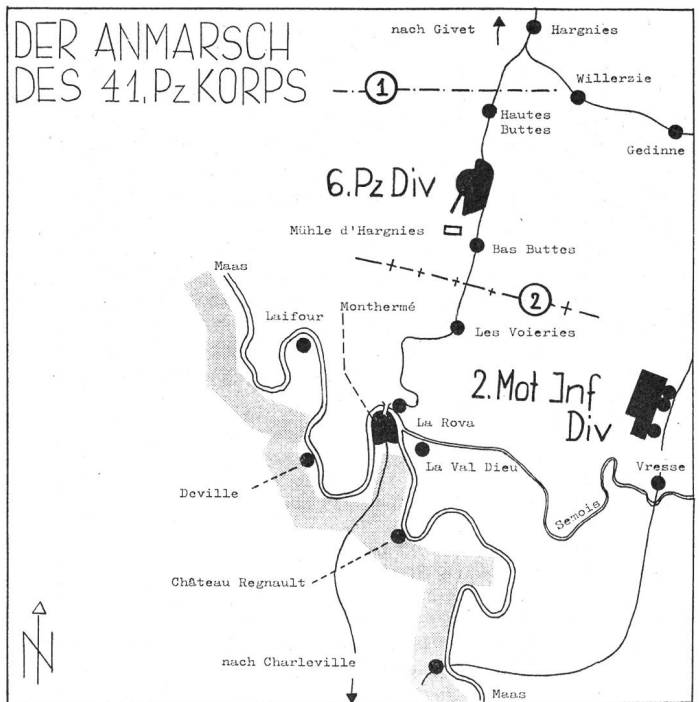 DER ANMARSCH
DES 41.PzKORPS
nach Givet
Hargnies
1
Willerzie
Hautes
Buttes
Gedinne
6.Pz Div
Mühle d'Hargnies
Bas Buttes
Maas
Monthermé
2
Laifour
Les Voieries
2.Mot Inf
Div
La Rova
La Val Dieu
Vresse
Deville
Semois
Château Regnault
N
nach Charleville
Maas